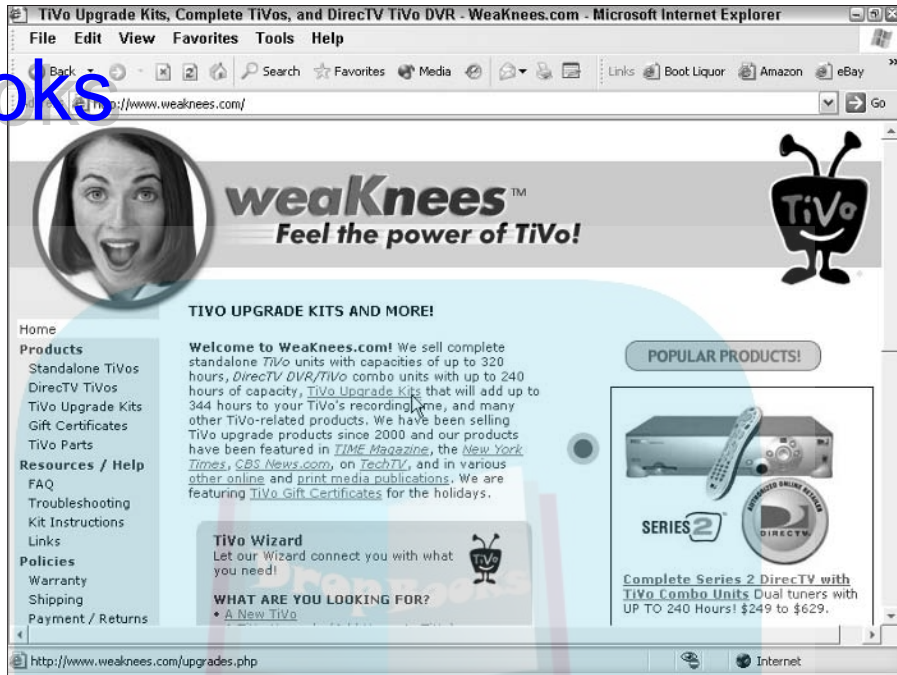 TiVo Upgrade Kits, Complete TiVos, and DirecTV TiVo DVR - WeaKnees.com - Microsoft Internet Explorer
File Edit View Favorites Tools Help
Back Search Favorites Media Links Boot Liquor Amazon eBay »
oks
http://www.weaknees.com/ Go
weaKnees™
Feel the power of TiVo!
TiVo
TIVO UPGRADE KITS AND MORE!
Home
Products
Standalone TiVos
DirecTV TiVos
TiVo Upgrade Kits
Gift Certificates
TiVo Parts
Resources / Help
FAQ
Troubleshooting
Kit Instructions
Links
Policies
Warranty
Shipping
Payment / Returns
Welcome to WeaKnees.com! We sell complete
standalone TiVo units with capacities of up to 320
hours, DirecTV DVR/TiVo combo units with up to 240
hours of capacity, TiVo Upgrade Kits that will add up to
344 hours to your TiVo's recording me, and many
other TiVo-related products. We have been selling
TiVo upgrade products since 2000 and our products
have been featured in TIME Magazine, the New York
Times, CBS News.com, on TechTV, and in various
other online and print media publications. We are
featuring TiVo Gift Certificates for the holidays.
TiVo Wizard
Let our Wizard connect you with what
you need!
TiVo
DropBooks
WHAT ARE YOU LOOKING FOR?
• A New TiVo
POPULAR PRODUCTS!
SERIES2
AUTHORIZED ONLINE RETAILER
DIRECTV
Complete Series 2 DirecTV with
TiVo Combo Units Dual tuners with
UP TO 240 Hours! $249 to $629.
http://www.weaknees.com/upgrades.php Internet